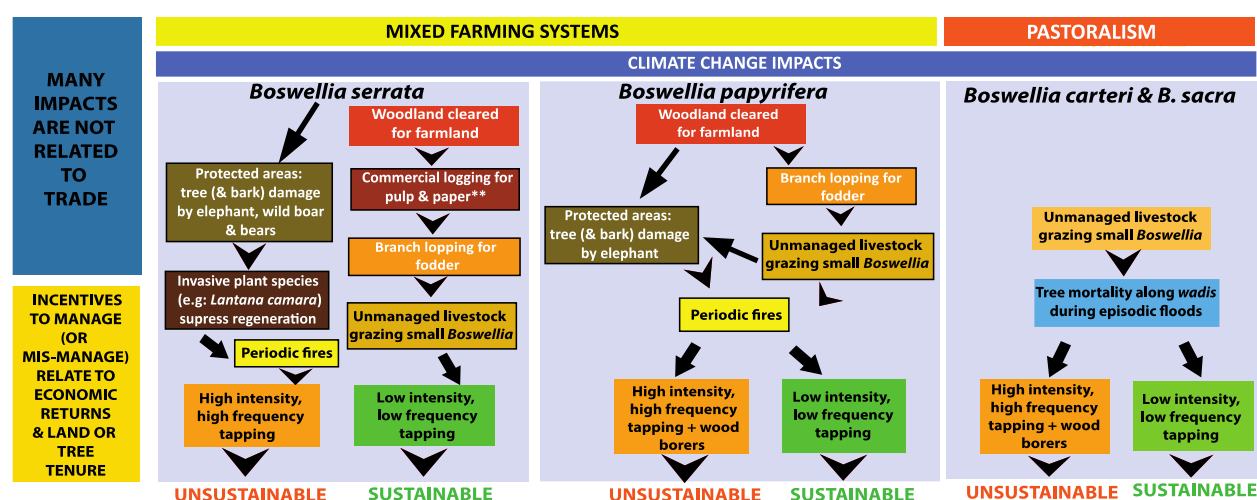 MANY
IMPACTS
ARE NOT
RELATED
TO
TRADE
INCENTIVES
TO MANAGE
(OR
MIS-MANAGE)
RELATE TO
ECONOMIC
RETURNS
& LAND OR
TREE
TENURE
MIXED FARMING SYSTEMS
PASTORALISM
CLIMATE CHANGE IMPACTS
Boswellia serrata
Woodland cleared
for farmland
Protected areas:
tree (& bark) damage
by elephant, wild boar
& bears
Commercial logging for
pulp & paper**
Branch lopping for
fodder
Invasive plant species
(e.g: Lantana camara)
supress regeneration
Unmanaged livestock
grazing small Boswellia
Periodic fires
High intensity,
high frequency
tapping
Low intensity,
low frequency
tapping
UNSUSTAINABLE
SUSTAINABLE
Boswellia papyrifera
Woodland cleared
for farmland
Branch lopping for
fodder
Protected areas:
tree (& bark) damage
by elephant
Unmanaged livestock
grazing small Boswellia
Periodic fires
High intensity,
high frequency
tapping + wood
borers
Low intensity,
low frequency
tapping
UNSUSTAINABLE
SUSTAINABLE
Boswellia carteri & B. sacra
Unmanaged livestock
grazing small Boswellia
Tree mortality along wadis
during episodic floods
High intensity,
high frequency
tapping + wood
borers
Low intensity,
low frequency
tapping
UNSUSTAINABLE
SUSTAINABLE